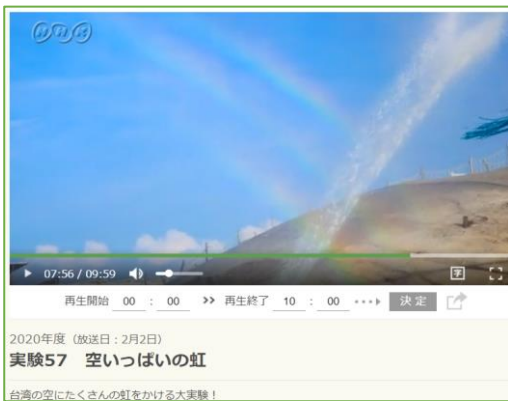 NHK
07:56 / 09:59 字
再生開始 00 : 00 >> 再生終了 10 : 00 決定
2020年度（放送日：2月2日）
実験57　空いっぱいの虹
台湾の空にたくさんの虹をかける大実験！